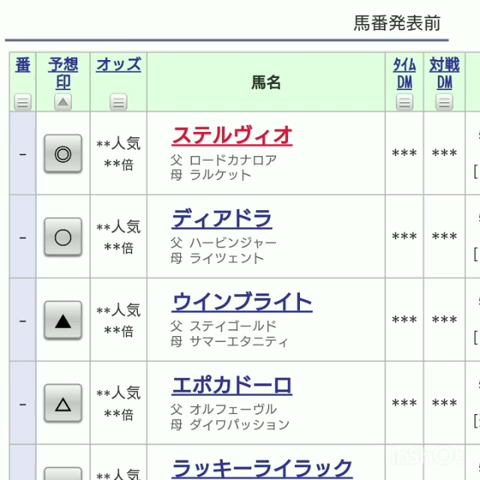 馬番発表前
番 予想印 オッズ 馬名 ﾀｲﾑDM 対戦DM
- ◎ **人気 **倍 ステルヴィオ *** ***
父 ロードカナロア
母 ラルケット
- ○ **人気 **倍 ディアドラ *** ***
父 ハービンジャー
母 ライツェント
- ▲ **人気 **倍 ウインブライト *** ***
父 ステイゴールド
母 サマーエタニティ
- △ **人気 **倍 エポカドーロ *** ***
父 オルフェーヴル
母 ダイワパッション
**人気 ラッキーライラック